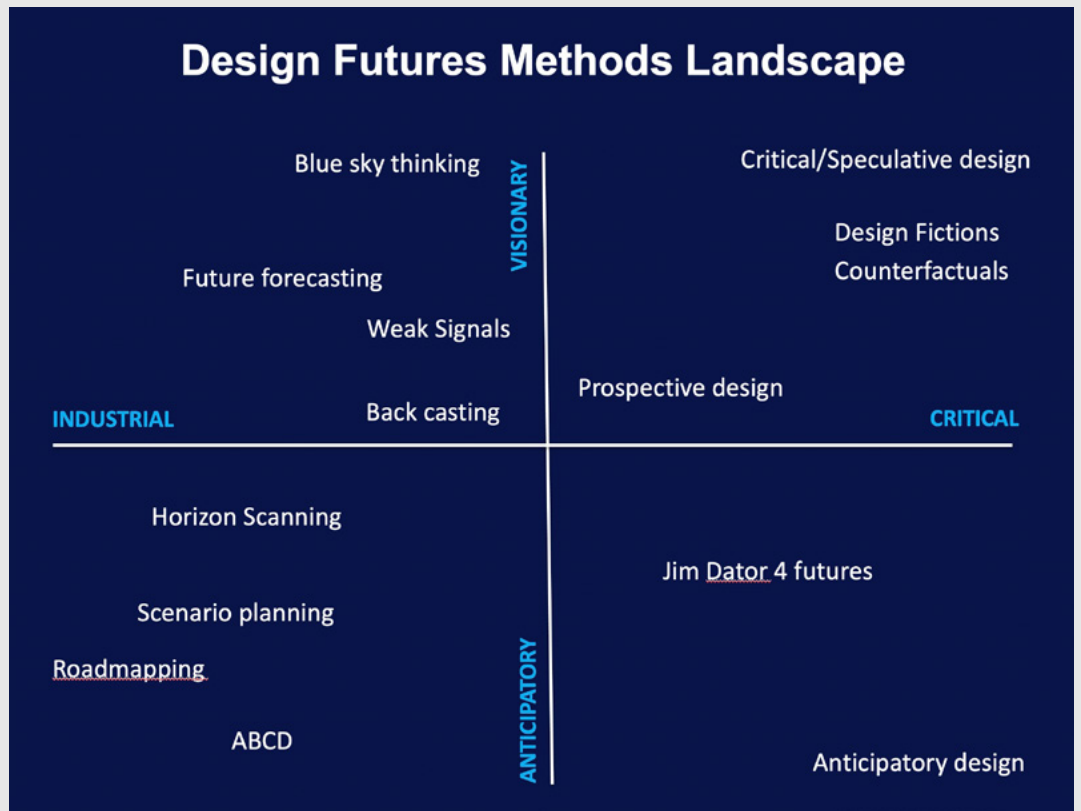 Design Futures Methods Landscape
Blue sky thinking
VISIONARY
Critical/Speculative design
Design Fictions
Counterfactuals
Future forecasting
Weak Signals
Prospective design
Back casting
INDUSTRIAL
CRITICAL
Horizon Scanning
Jim Dator 4 futures
Scenario planning
Roadmapping
ANTICIPATORY
ABCD
Anticipatory design